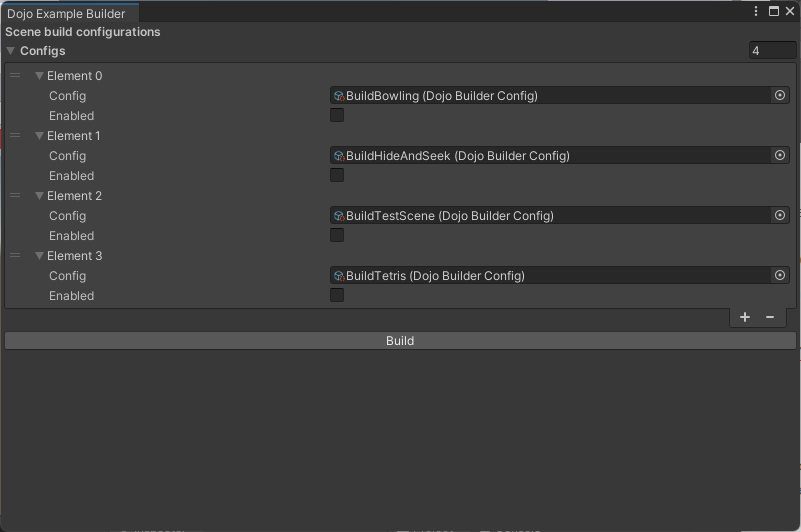 Dojo Example Builder
Scene build configurations
Configs 4
Element 0
Config BuildBowling (Dojo Builder Config)
Enabled
Element 1
Config BuildHideAndSeek (Dojo Builder Config)
Enabled
Element 2
Config BuildTestScene (Dojo Builder Config)
Enabled
Element 3
Config BuildTetris (Dojo Builder Config)
Enabled
+ −
Build